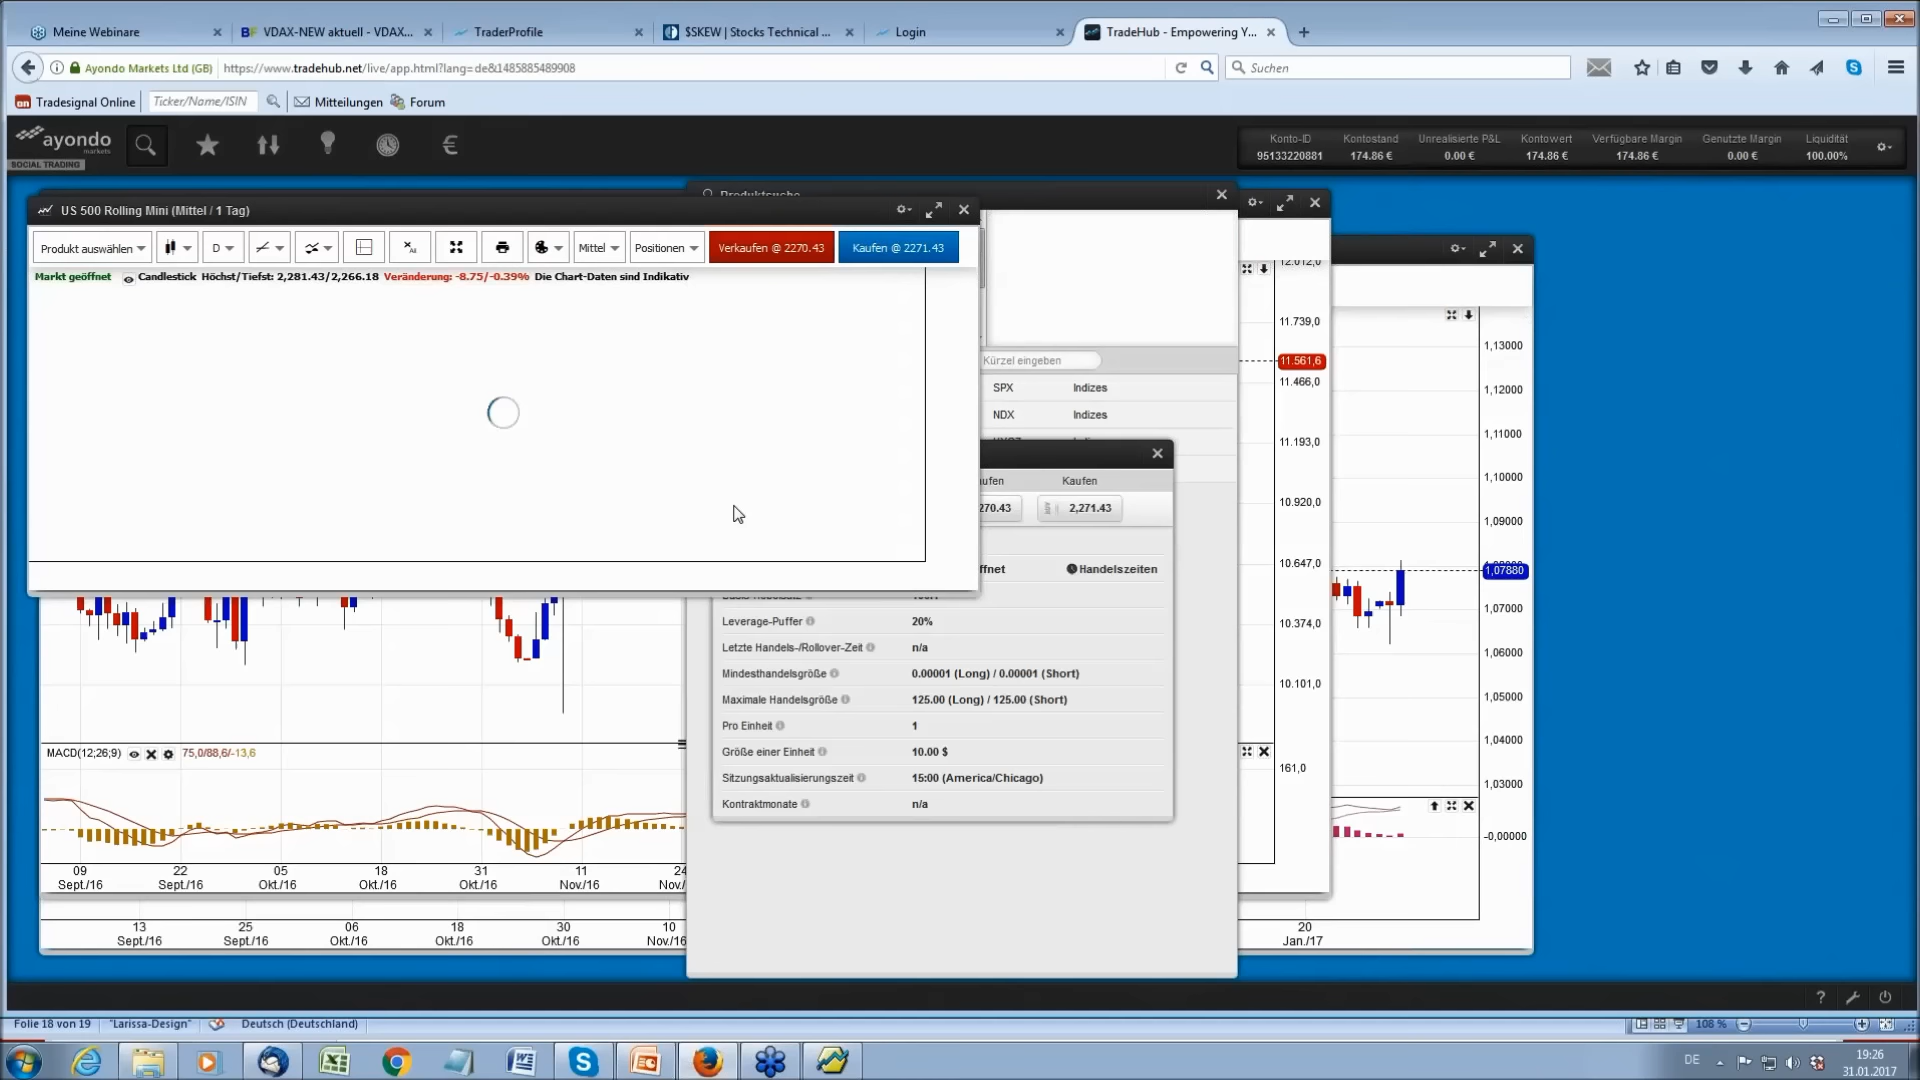 Meine Webinare
VDAX-NEW aktuell - VDAX...
TraderProfile
$SKEW | Stocks Technical ...
Login
TradeHub - Empowering Y...
Ayondo Markets Ltd (GB)
https://www.tradehub.net/live/app.html?lang=de&1485885489908
Suchen
Tradesignal Online
Ticker/Name/ISIN
Mitteilungen
Forum
ayondo
markets
SOCIAL TRADING
Konto-ID Kontostand Unrealisierte P&L Kontowert Verfügbare Margin Genutzte Margin Liquidität
95133220881 174.86 € 0.00 € 174.86 € 174.86 € 0.00 € 100.00%
Produktsuche
US 500 Rolling Mini (Mittel / 1 Tag)
Produkt auswählen D Mittel Positionen Verkaufen @ 2270.43 Kaufen @ 2271.43
Markt geöffnet Candlestick Höchst/Tiefst: 2,281.43/2,266.18 Veränderung: -8.75/-0.39% Die Chart-Daten sind Indikativ
12.012,0
11.739,0
11.561,6
11.466,0
11.193,0
10.920,0
10.647,0
10.374,0
10.101,0
161,0
1,13000
1,12000
1,11000
1,10000
1,09000
1,07880
1,07000
1,06000
1,05000
1,04000
1,03000
-0,00000
Kürzel eingeben
SPX Indizes
NDX Indizes
ufen Kaufen
270.43 2,271.43
ffnet Handelszeiten
Leverage-Puffer 20%
Letzte Handels-/Rollover-Zeit n/a
Mindesthandelsgröße 0.00001 (Long) / 0.00001 (Short)
Maximale Handelsgröße 125.00 (Long) / 125.00 (Short)
Pro Einheit 1
Größe einer Einheit 10.00 $
Sitzungsaktualisierungszeit 15:00 (America/Chicago)
Kontraktmonate n/a
MACD(12;26;9) 75,0/88,6/-13,6
09 22 05 18 31 11 24
Sept./16 Sept./16 Okt./16 Okt./16 Okt./16 Nov./16 Nov./
13 25 06 18 30 10 20
Sept./16 Sept./16 Okt./16 Okt./16 Okt./16 Nov./16 Jan./17
Folie 18 von 19 "Larissa-Design" Deutsch (Deutschland) 108 %
DE
19:26
31.01.2017